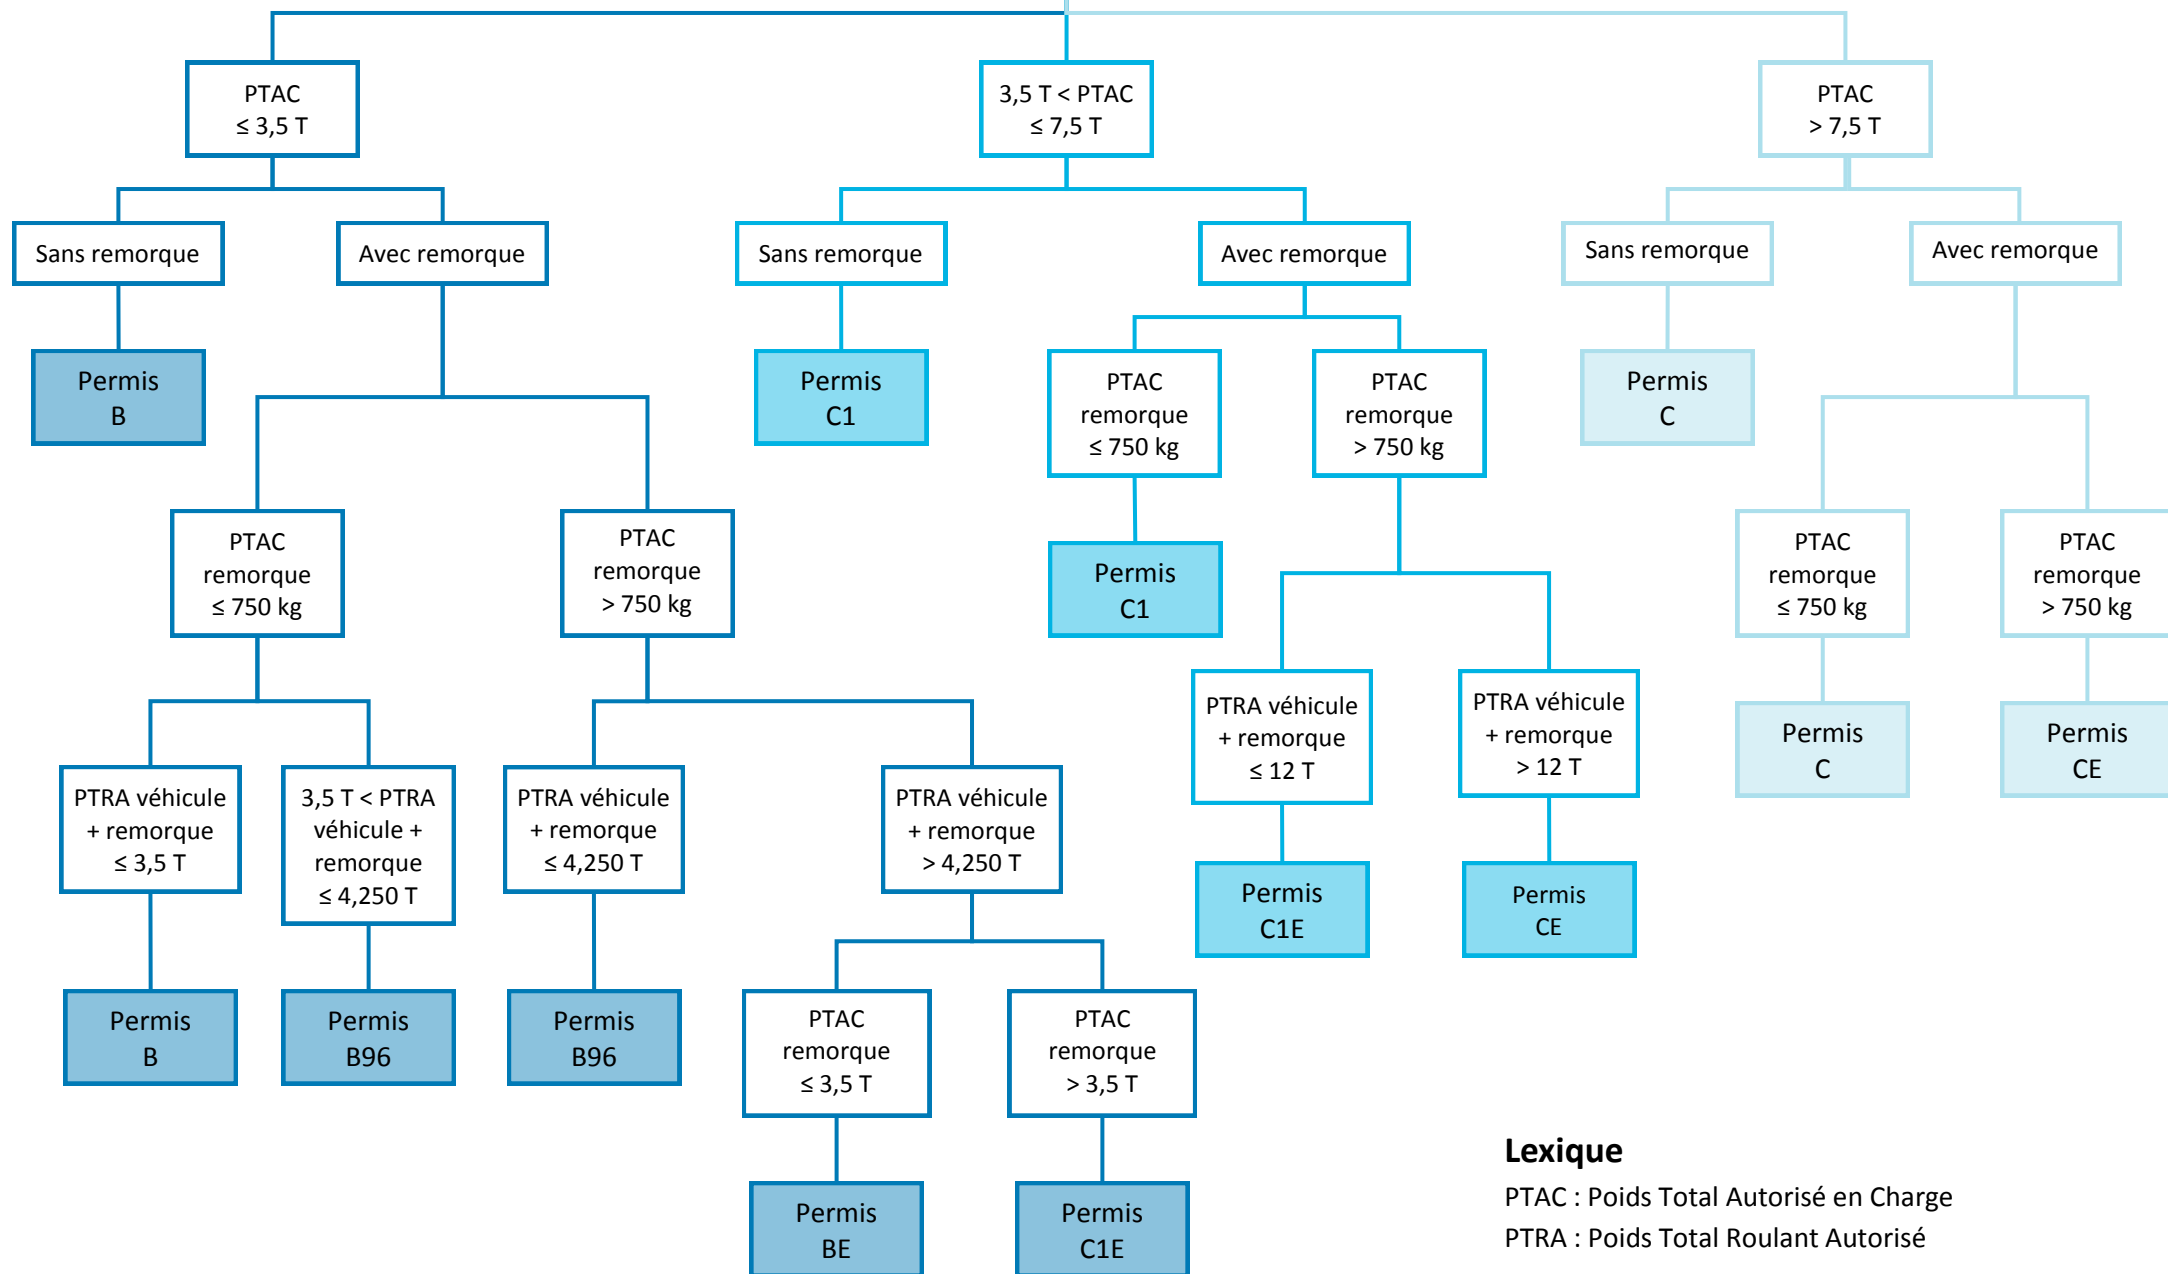 PTAC
≤ 3,5 T
3,5 T < PTAC
≤ 7,5 T
PTAC
> 7,5 T
Sans remorque
Avec remorque
Sans remorque
Avec remorque
Sans remorque
Avec remorque
Permis
B
Permis
C1
PTAC
remorque
≤ 750 kg
PTAC
remorque
> 750 kg
Permis
C
PTAC
remorque
≤ 750 kg
PTAC
remorque
> 750 kg
Permis
C1
PTAC
remorque
≤ 750 kg
PTAC
remorque
> 750 kg
PTRA véhicule
+ remorque
≤ 12 T
PTRA véhicule
+ remorque
> 12 T
Permis
C
Permis
CE
PTRA véhicule
+ remorque
≤ 3,5 T
3,5 T < PTRA
véhicule +
remorque
≤ 4,250 T
PTRA véhicule
+ remorque
≤ 4,250 T
PTRA véhicule
+ remorque
> 4,250 T
Permis
C1E
Permis
CE
Permis
B
Permis
B96
Permis
B96
PTAC
remorque
≤ 3,5 T
PTAC
remorque
> 3,5 T
Permis
BE
Permis
C1E
Lexique
PTAC : Poids Total Autorisé en Charge
PTRA : Poids Total Roulant Autorisé